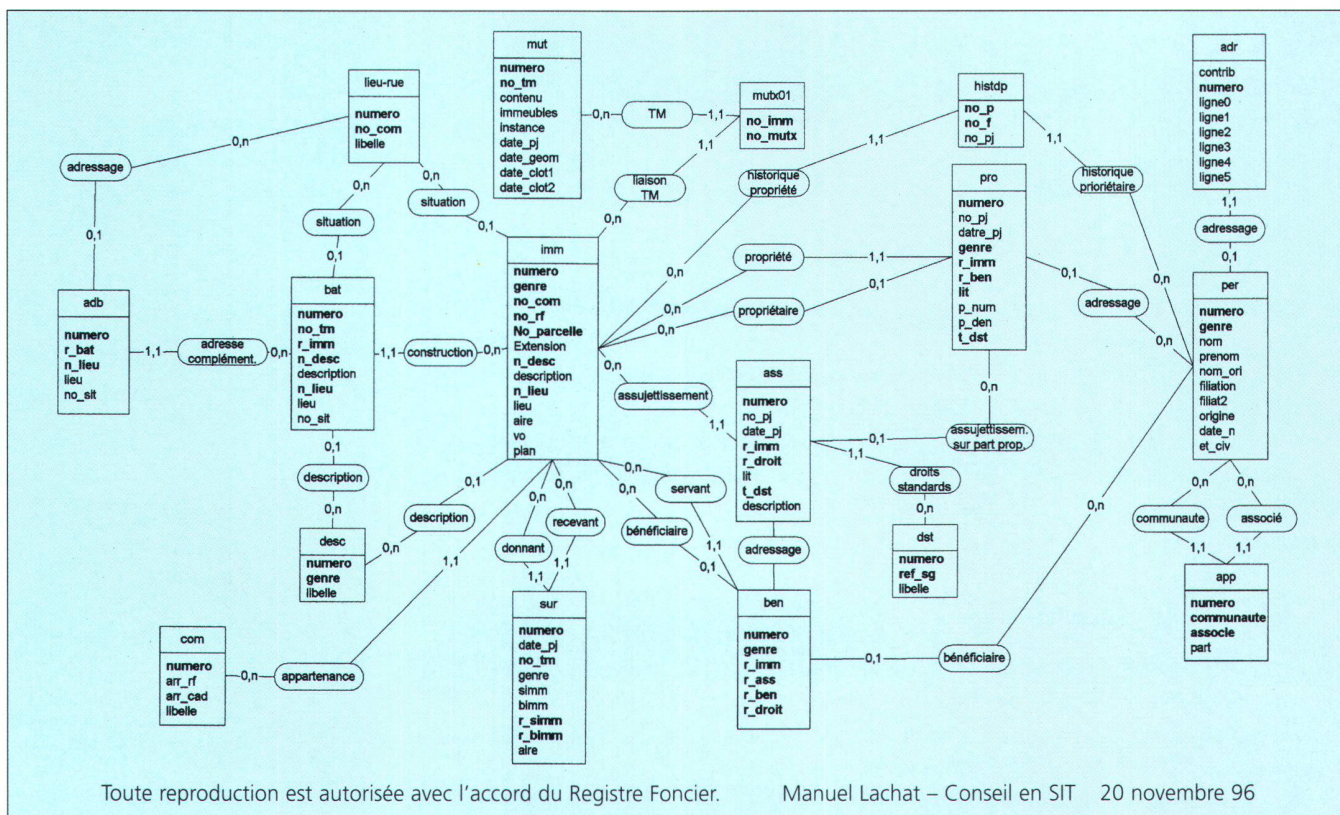 mut
numero
no_tm
contenu
immeubles
instance
date_pj
date_geom
date_clot1
date_clot2
lieu-rue
numero
no_com
libelle
adressage
0,n
0,1
0,n
situation
0,1
0,n
situation
0,1
0,n
TM
1,1
mutx01
no_imm
no_mutx
1,1
liaison
TM
0,n
histdp
no_p
no_f
no_pj
1,1
historique
propriété
0,n
1,1
historique
prioriétaire
0,n
adr
contrib
numero
ligne0
ligne1
ligne2
ligne3
ligne4
ligne5
1,1
adressage
0,1
pro
numero
no_pj
datre_pj
genre
r_imm
r_ben
lit
p_num
p_den
t_dst
propriété
1,1
0,n
propriétaire
0,1
0,n
0,1
adressage
0,n
per
numero
genre
nom
prenom
nom_ori
filiation
filiat2
origine
date_n
et_civ
imm
numero
genre
no_com
no_rf
No_parcelle
Extension
n_desc
description
n_lieu
lieu
aire
vo
plan
adb
numero
r_bat
n_lieu
lieu
no_sit
1,1
adresse
complément.
0,n
bat
numero
no_tm
r_imm
n_desc
description
n_lieu
lieu
no_sit
1,1
construction
0,n
0,n
assujettissement
1,1
ass
numero
no_pj
date_pj
r_imm
r_droit
lit
t_dst
description
0,n
assujettissem.
sur part prop.
0,1
1,1
droits
standards
0,n
dst
numero
ref_sg
libelle
0,1
description
0,n
desc
numero
genre
libelle
0,1
description
0,n
1,1
appartenance
0,n
com
numero
arr_rf
arr_cad
libelle
0,n
donnant
1,1
0,n
recevant
1,1
sur
numero
date_pj
no_tm
genre
simm
bimm
r_simm
r_bimm
aire
0,n
servant
1,1
0,n
bénéficiaire
0,1
adressage
ben
numero
genre
r_imm
r_ass
r_ben
r_droit
0,1
bénéficiaire
0,n
0,n
communaute
1,1
0,n
associé
1,1
app
numero
communaute
associe
part
Toute reproduction est autorisée avec l'accord du Registre Foncier. Manuel Lachat – Conseil en SIT 20 novembre 96